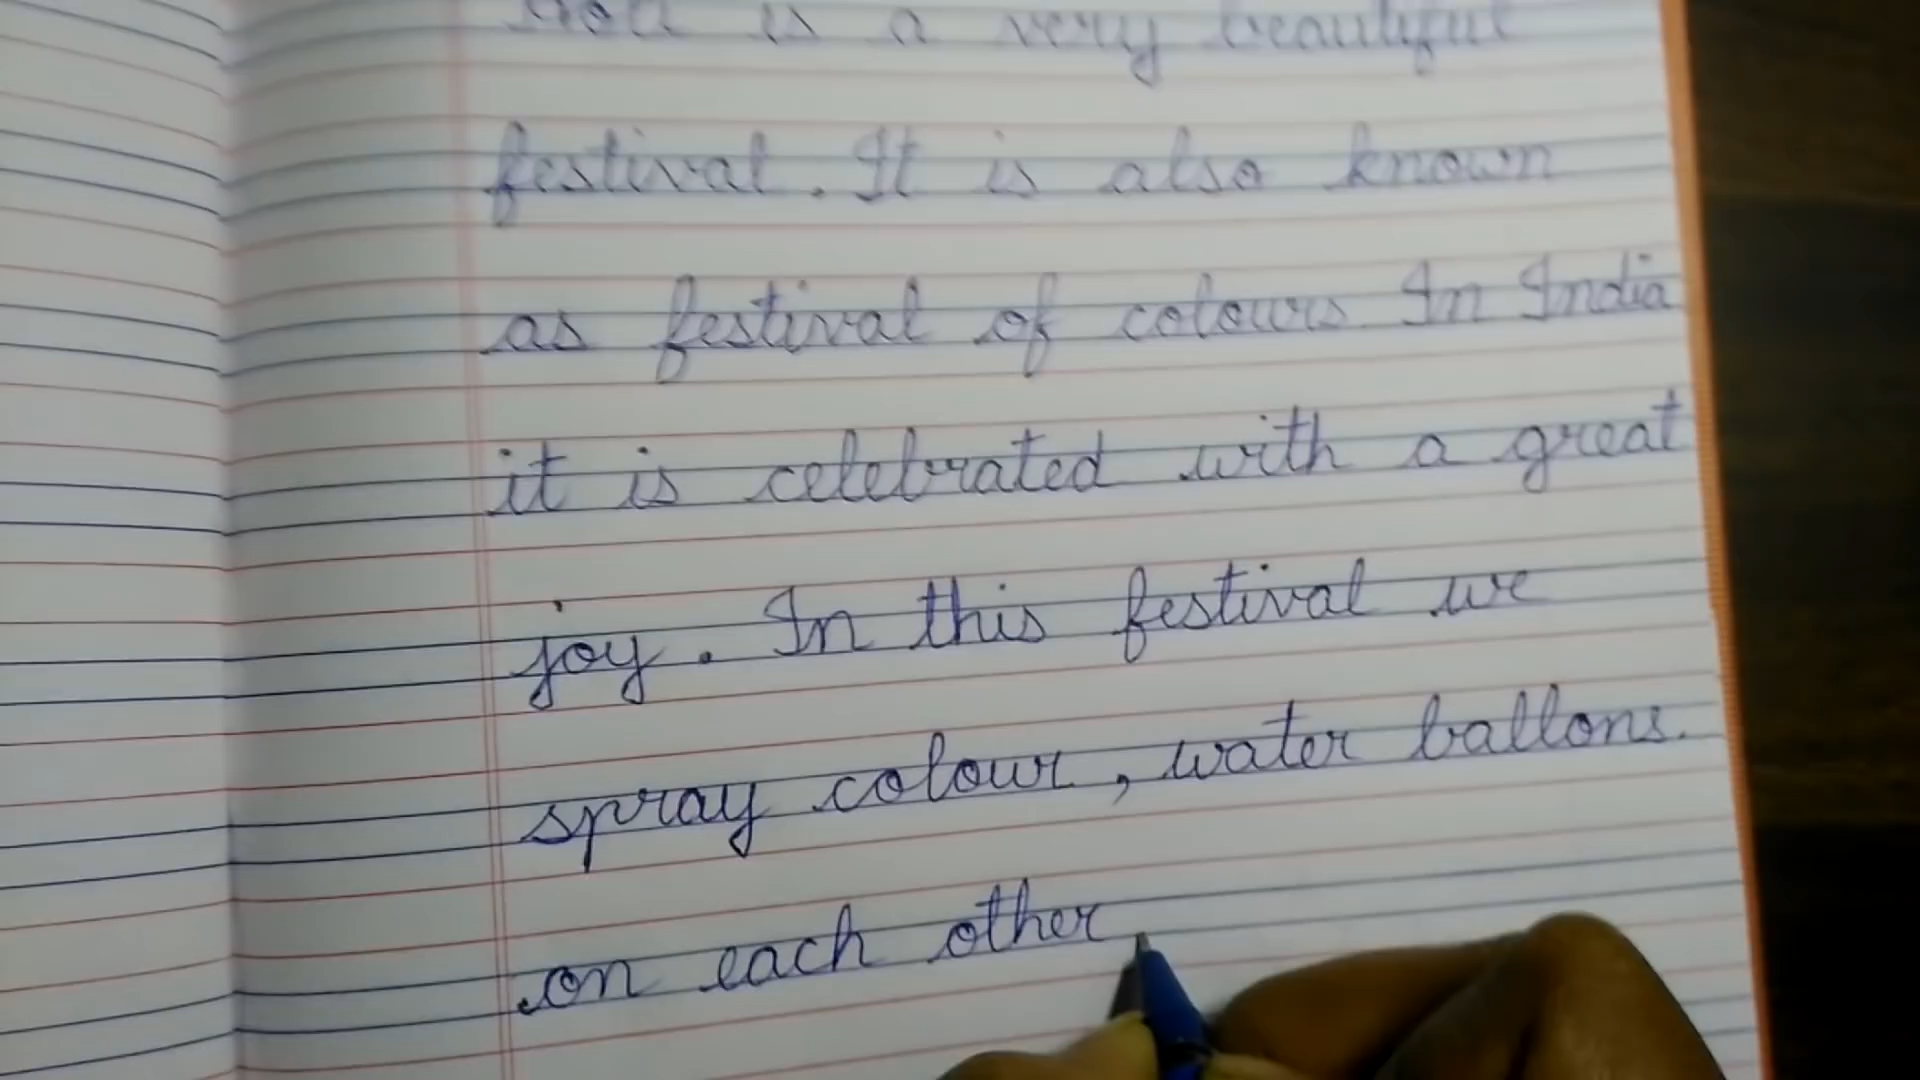 is a very beautiful
festival. It is also known
as festival of colours. In India
it is celebrated with a great
joy. In this festival we
spray colour, water ballons.
on each other